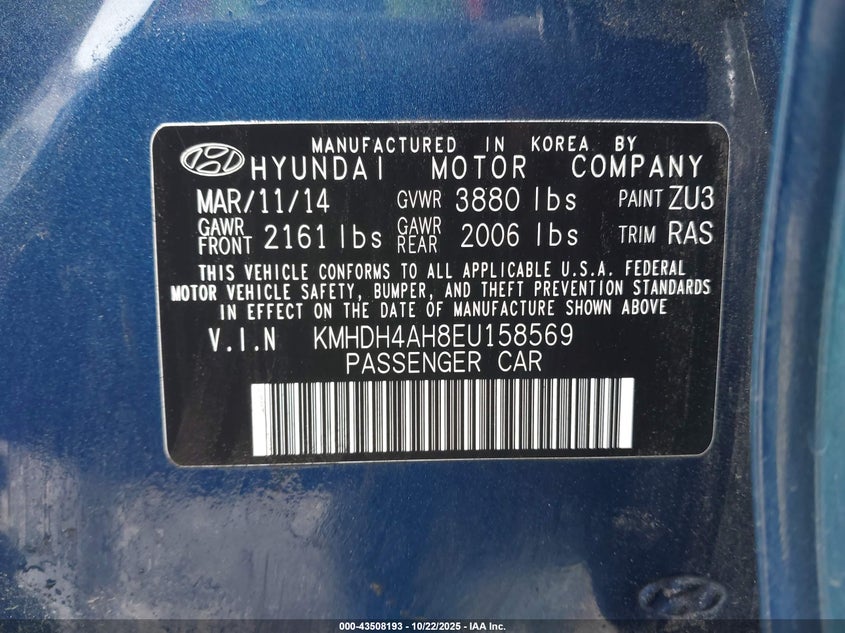 MANUFACTURED IN KOREA BY
HYUNDAI MOTOR COMPANY
MAR/11/14 GVWR 3880 lbs PAINT ZU3
GAWR FRONT 2161 lbs GAWR REAR 2006 lbs TRIM RAS
THIS VEHICLE CONFORMS TO ALL APPLICABLE U.S.A. FEDERAL
MOTOR VEHICLE SAFETY, BUMPER, AND THEFT PREVENTION STANDARDS
IN EFFECT ON THE DATE OF MANUFACTURE SHOWN ABOVE
V.I.N KMHDH4AH8EU158569
PASSENGER CAR
000-43508193 - 10/22/2025 - IAA Inc.